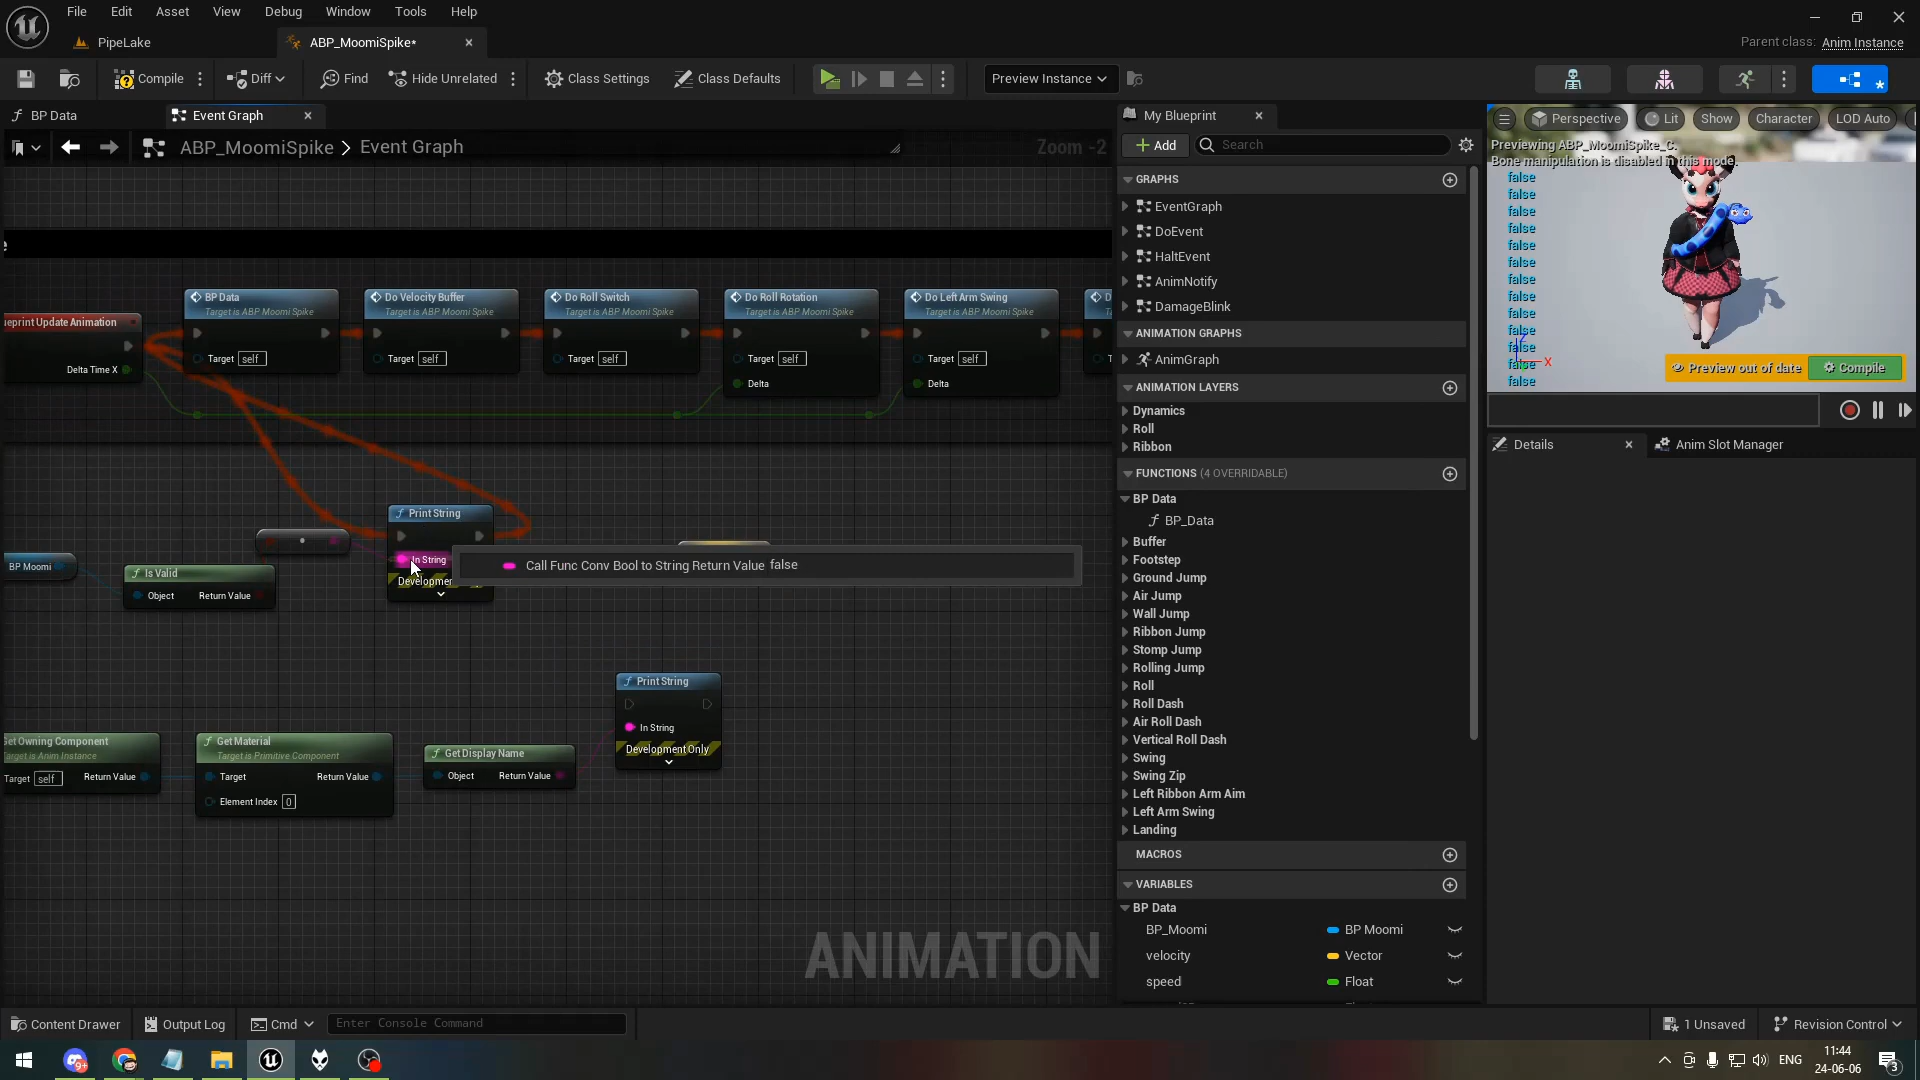 File Edit Asset View Debug Window Tools Help
PipeLake
ABP_MoomiSpike*
Parent class: Anim Instance
Compile
Diff
Find
Hide Unrelated
Class Settings
Class Defaults
Preview Instance
BP Data
Event Graph
ABP_MoomiSpike > Event Graph
Zoom -2
BP Data
Target is ABP Moomi Spike
Target self
Do Velocity Buffer
Target is ABP Moomi Spike
Target self
Do Roll Switch
Target is ABP Moomi Spike
Target self
Do Roll Rotation
Target is ABP Moomi Spike
Target self
Delta
Do Left Arm Swing
Target is ABP Moomi Spike
Target self
Delta
eprint Update Animation
Delta Time X
BP Moomi
Is Valid
Object Return Value
Print String
In String
Developmen
Call Func Conv Bool to String Return Value false
Print String
In String
Development Only
Get Owning Component
Target is Anim Instance
Target self Return Value
Get Material
Target is Primitive Component
Target Return Value
Element Index 0
Get Display Name
Object Return Value
ANIMATION
My Blueprint
Add
Search
GRAPHS
EventGraph
DoEvent
HaltEvent
AnimNotify
DamageBlink
ANIMATION GRAPHS
AnimGraph
ANIMATION LAYERS
Dynamics
Roll
Ribbon
FUNCTIONS (4 OVERRIDABLE)
BP Data
BP_Data
Buffer
Footstep
Ground Jump
Air Jump
Wall Jump
Ribbon Jump
Stomp Jump
Rolling Jump
Roll
Roll Dash
Air Roll Dash
Vertical Roll Dash
Swing
Swing Zip
Left Ribbon Arm Aim
Left Arm Swing
Landing
MACROS
VARIABLES
BP Data
BP_Moomi BP Moomi
velocity Vector
speed Float
Perspective Lit Show Character LOD Auto
Previewing ABP_MoomiSpike_C.
Bone manipulation is disabled in this mode.
false
false
false
false
false
false
false
false
false
false
false
false
false
X
Preview out of date
Compile
Details
Anim Slot Manager
Content Drawer
Output Log
Cmd
Enter Console Command
1 Unsaved
Revision Control
9+
ENG
11:44
24-06-06
3